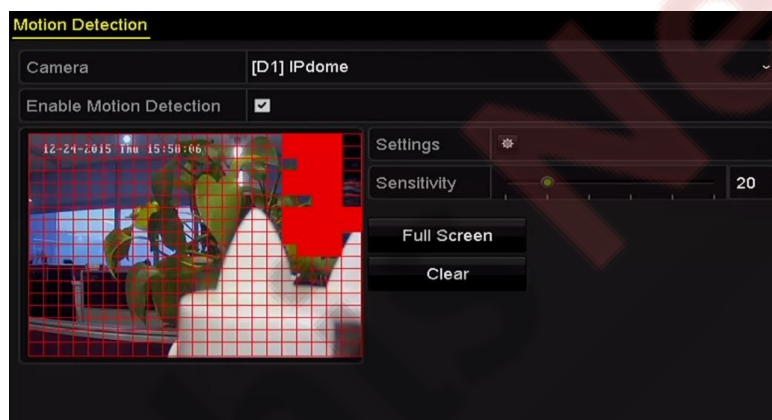 Motion Detection
Camera [D1] IPdome
Enable Motion Detection
12-24-2015 Thu 15:58:06
Settings
Sensitivity 20
Full Screen
Clear